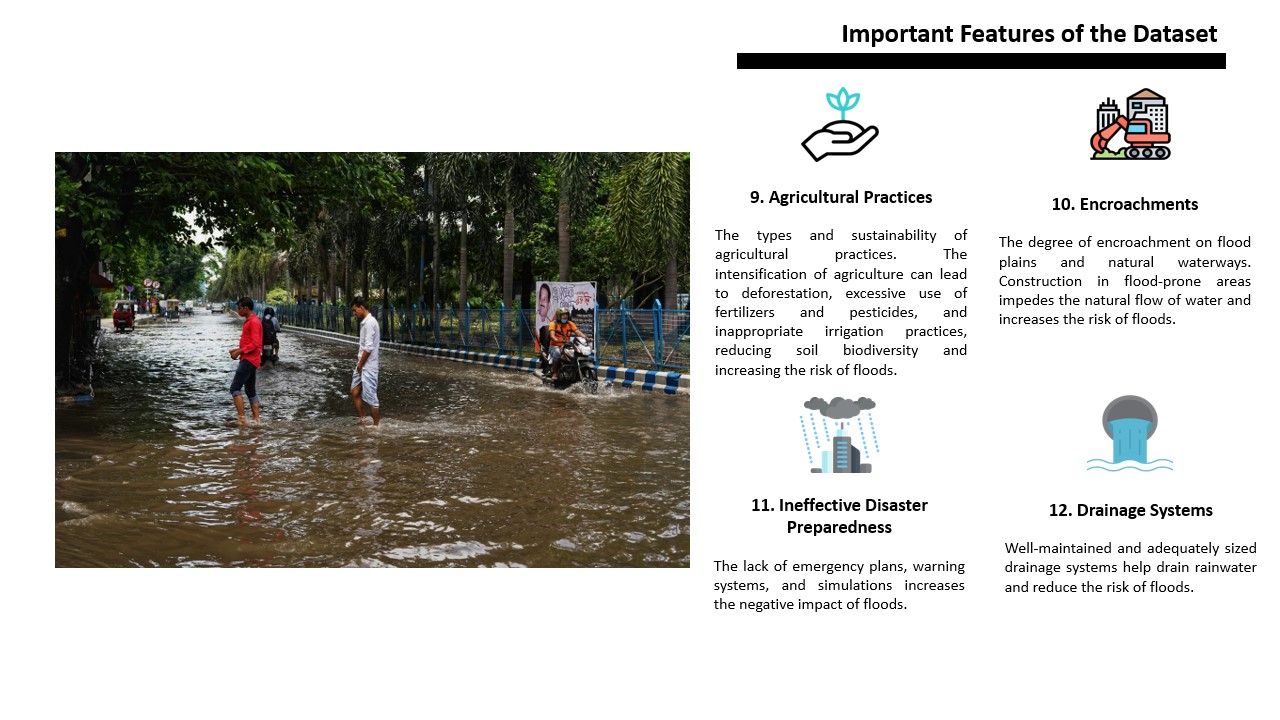 Important Features of the Dataset
9. Agricultural Practices
The types and sustainability of
agricultural practices. The
intensification of agriculture can lead
to deforestation, excessive use of
fertilizers and pesticides, and
inappropriate irrigation practices,
reducing soil biodiversity and
increasing the risk of floods.
10. Encroachments
The degree of encroachment on flood
plains and natural waterways.
Construction in flood-prone areas
impedes the natural flow of water and
increases the risk of floods.
11. Ineffective Disaster
Preparedness
The lack of emergency plans, warning
systems, and simulations increases
the negative impact of floods.
12. Drainage Systems
Well-maintained and adequately sized
drainage systems help drain rainwater
and reduce the risk of floods.